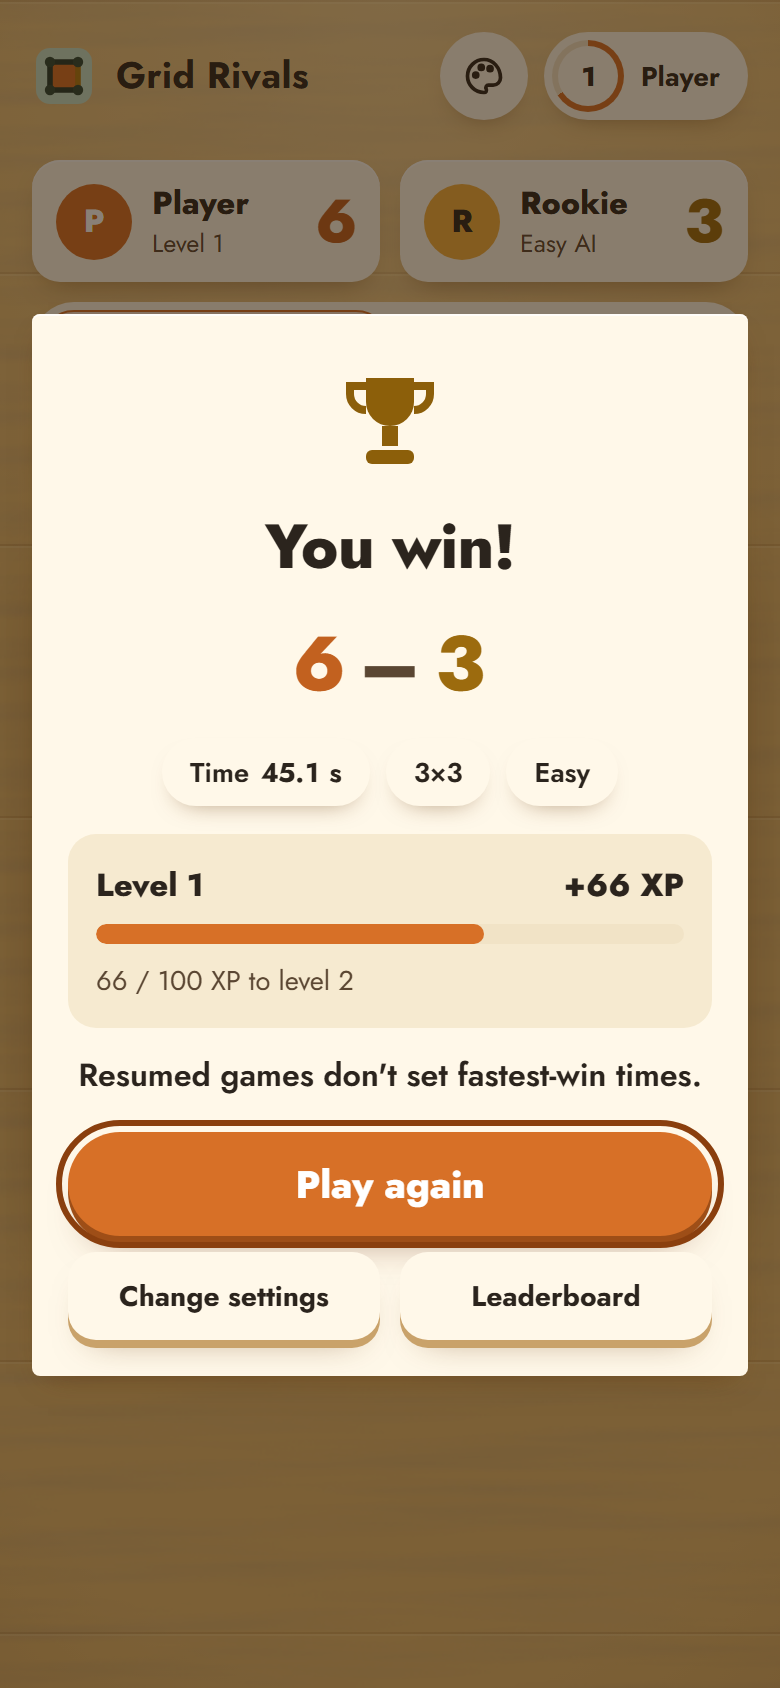 Grid Rivals
1 Player
P Player 6
Level 1
R Rookie 3
Easy AI
You win!
6 – 3
Time 45.1 s 3×3 Easy
Level 1 +66 XP
66 / 100 XP to level 2
Resumed games don't set fastest-win times.
Play again
Change settings Leaderboard